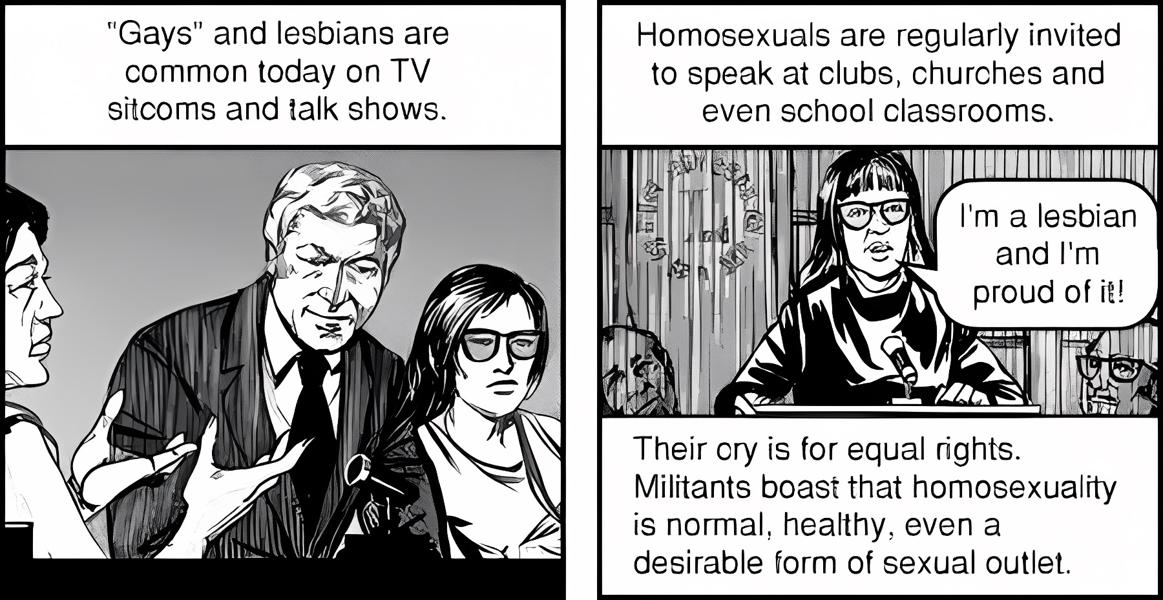 "Gays" and lesbians are
common today on TV
sitcoms and talk shows.
Homosexuals are regularly invited
to speak at clubs, churches and
even school classrooms.
I'm a lesbian
and I'm
proud of it!
Their ory is for equal rights.
Militants boast that homosexuality
is normal, healthy, even a
desirable form of sexual outlet.